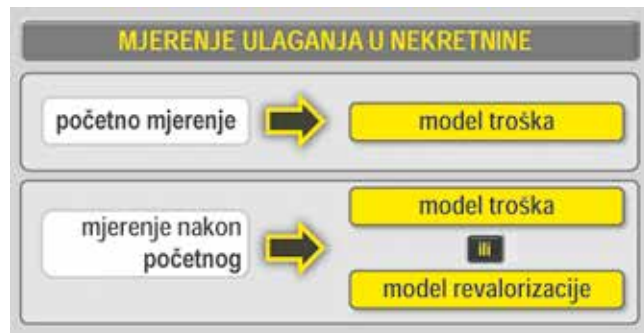 MJERENJE ULAGANJA U NEKRETNINE
početno mjerenje
model troška
mjerenje nakon
početnog
model troška
ili
model revalorizacije